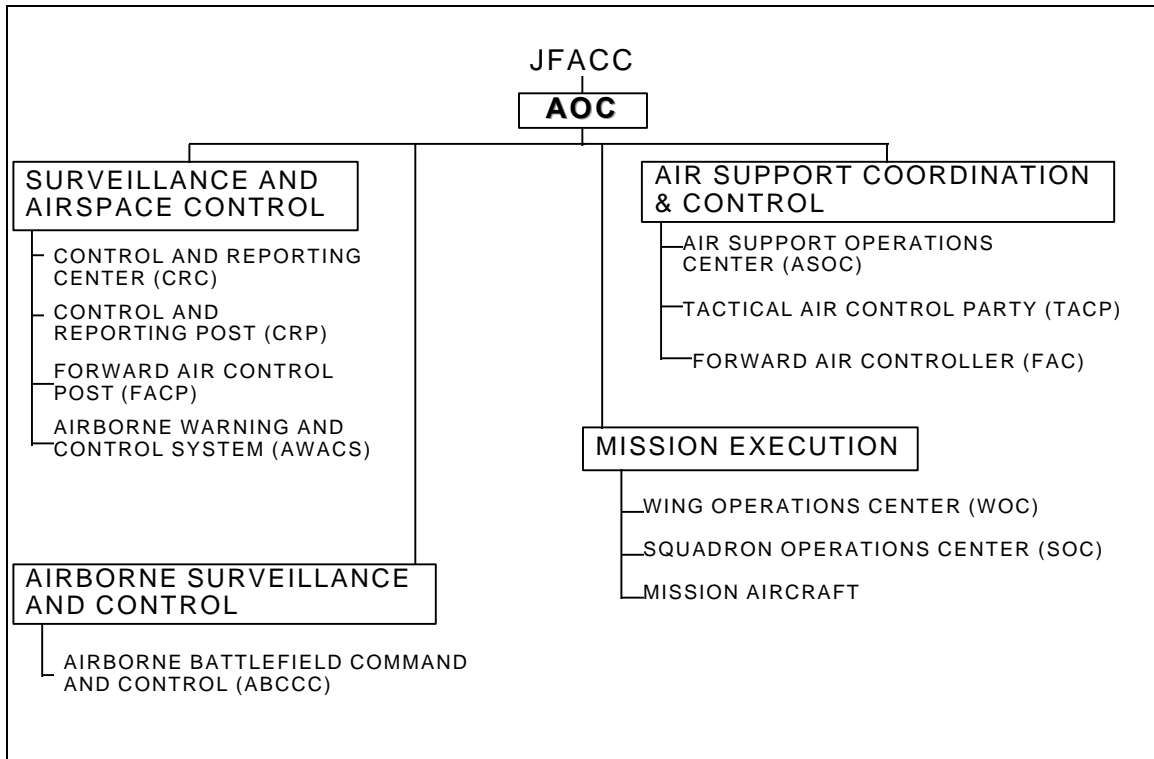 JFACC
AOC
SURVEILLANCE AND
AIRSPACE CONTROL
CONTROL AND REPORTING
CENTER (CRC)
CONTROL AND
REPORTING POST (CRP)
FORWARD AIR CONTROL
POST (FACP)
AIRBORNE WARNING AND
CONTROL SYSTEM (AWACS)
AIR SUPPORT COORDINATION
& CONTROL
AIR SUPPORT OPERATIONS
CENTER (ASOC)
TACTICAL AIR CONTROL PARTY (TACP)
FORWARD AIR CONTROLLER (FAC)
MISSION EXECUTION
WING OPERATIONS CENTER (WOC)
SQUADRON OPERATIONS CENTER (SOC)
MISSION AIRCRAFT
AIRBORNE SURVEILLANCE
AND CONTROL
AIRBORNE BATTLEFIELD COMMAND
AND CONTROL (ABCCC)